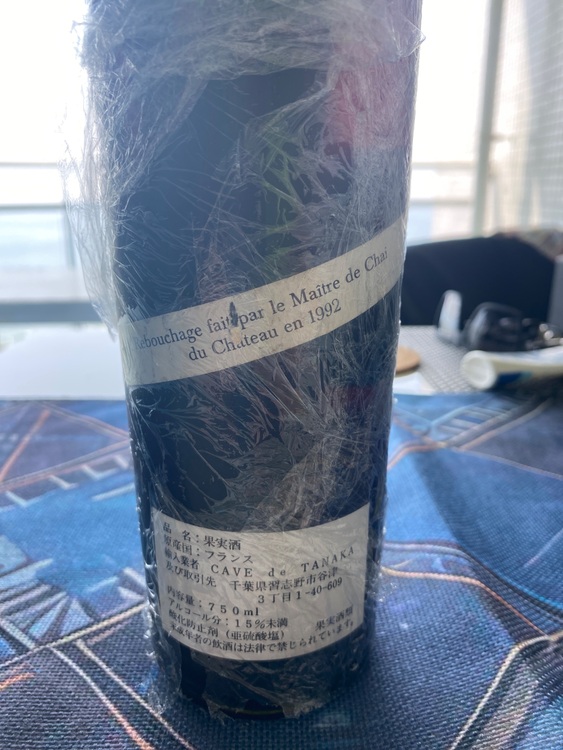 ebouchage fait par le Maître de Chai
du Château en 1992
品 名：果実酒
原産国：フランス
輸入業者 CAVE de TANAKA
及び取引先 千葉県習志野市谷津
3丁目1-40-609
内容量：750ml
アルコール分：15％未満 果実酒類
酸化防止剤（亜硫酸塩）
未成年者の飲酒は法律で禁じられています。